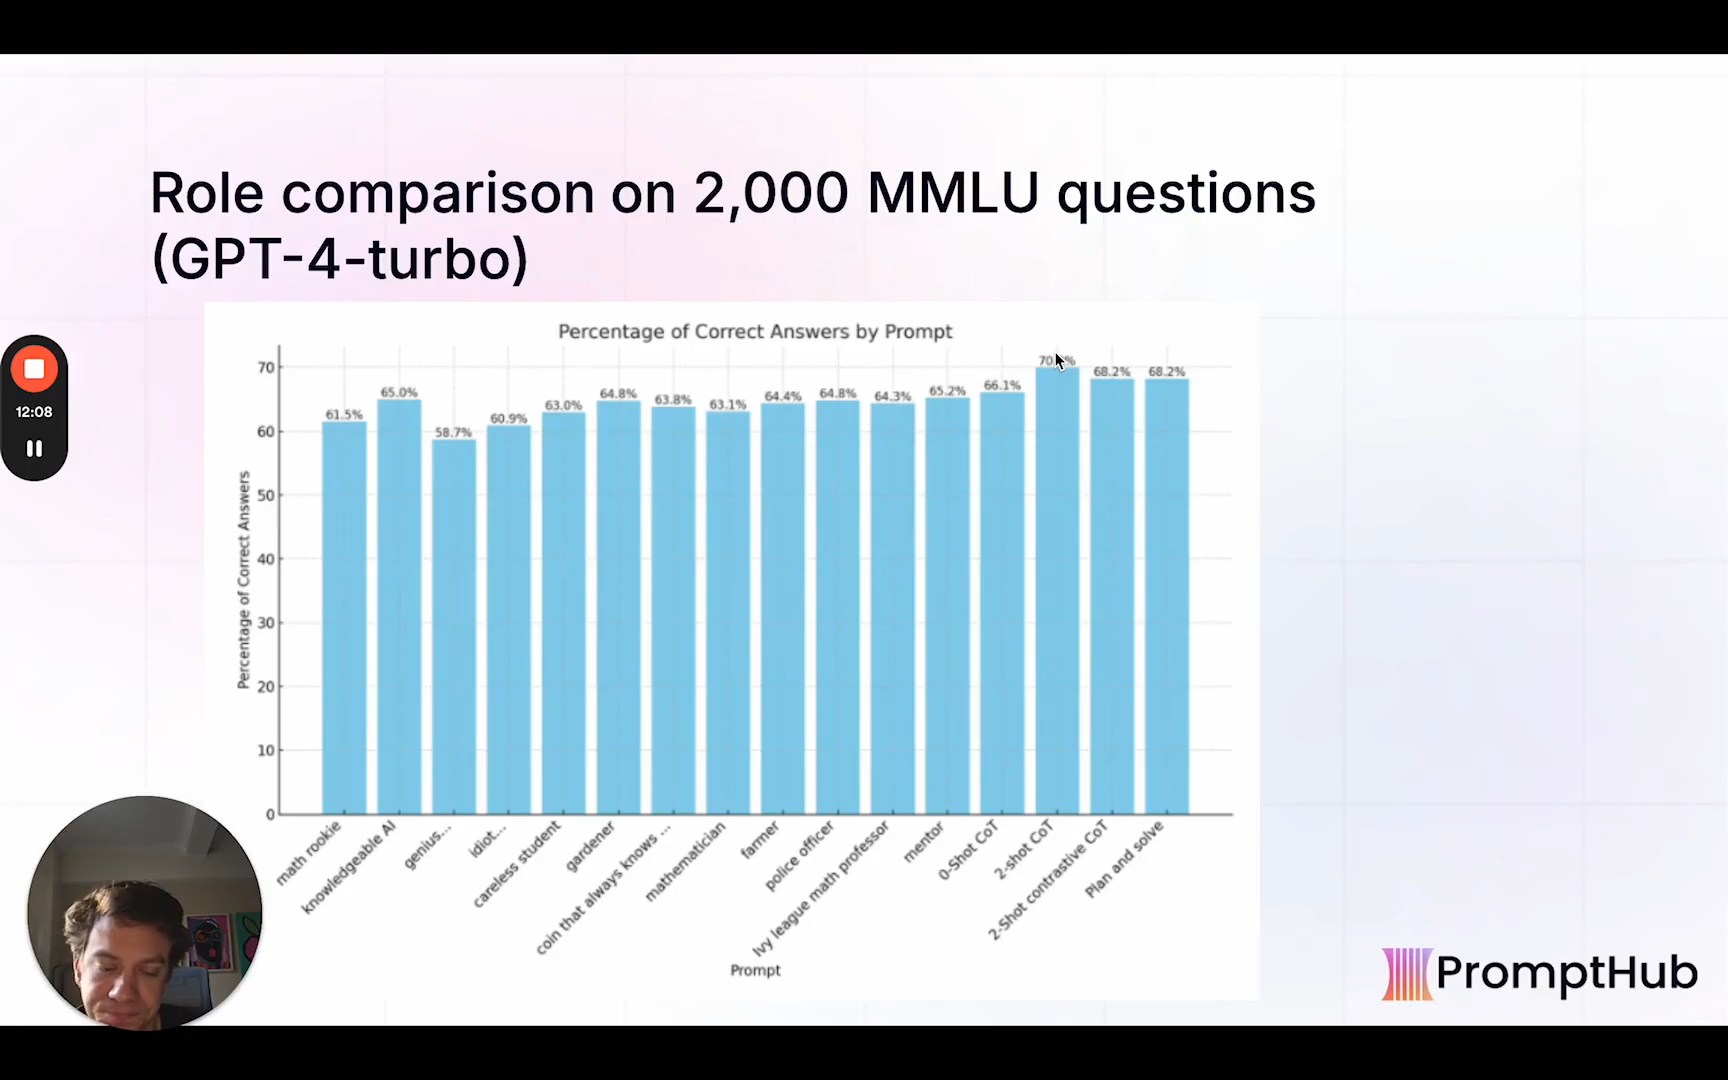 Role comparison on 2,000 MMLU questions
(GPT-4-turbo)
12:08
Percentage of Correct Answers by Prompt
Percentage of Correct Answers
70
60
50
40
30
20
10
0
61.5%
65.0%
58.7%
60.9%
63.0%
64.8%
63.8%
63.1%
64.4%
64.8%
64.3%
65.2%
66.1%
68.2%
68.2%
math rookie
knowledgeable AI
genius...
idiot...
careless student
gardener
coin that always knows ...
mathematician
farmer
police officer
Ivy league math professor
mentor
0-Shot CoT
2-shot CoT
2-Shot contrastive CoT
Plan and solve
Prompt
PromptHub